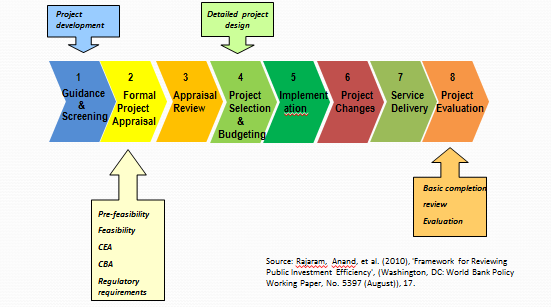 Project
development
Detailed project
design
1
Guidance
&
Screening
2
Formal
Project
Appraisal
3
Appraisal
Review
4
Project
Selection
&
Budgeting
5
Implement
ation
6
Project
Changes
7
Service
Delivery
8
Project
Evaluation
Pre-feasibility
Feasibility
CEA
CBA
Regulatory
requirements
Basic completion
review
Evaluation
Source: Rajaram, Anand, et al. (2010), 'Framework for Reviewing
Public Investment Efficiency', (Washington, DC: World Bank Policy
Working Paper, No. 5397 (August)), 17.